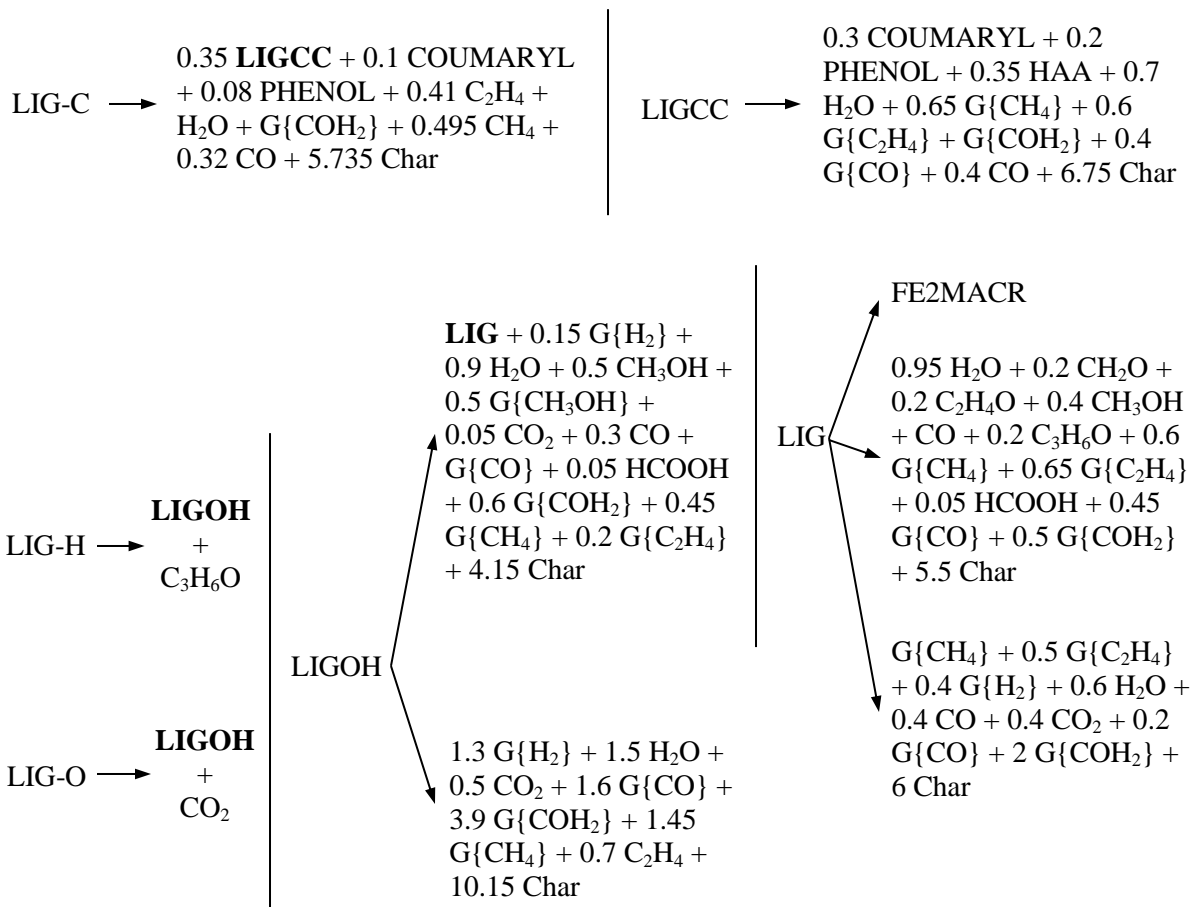 LIG-C
0.35 LIGCC + 0.1 COUMARYL
+ 0.08 PHENOL + 0.41 C₂H₄ +
H₂O + G{COH₂} + 0.495 CH₄ +
0.32 CO + 5.735 Char
LIGCC
0.3 COUMARYL + 0.2
PHENOL + 0.35 HAA + 0.7
H₂O + 0.65 G{CH₄} + 0.6
G{C₂H₄} + G{COH₂} + 0.4
G{CO} + 0.4 CO + 6.75 Char
LIG-H
LIGOH
+
C₃H₆O
LIG-O
LIGOH
+
CO₂
LIGOH
LIG + 0.15 G{H₂} +
0.9 H₂O + 0.5 CH₃OH +
0.5 G{CH₃OH} +
0.05 CO₂ + 0.3 CO +
G{CO} + 0.05 HCOOH
+ 0.6 G{COH₂} + 0.45
G{CH₄} + 0.2 G{C₂H₄}
+ 4.15 Char
1.3 G{H₂} + 1.5 H₂O +
0.5 CO₂ + 1.6 G{CO} +
3.9 G{COH₂} + 1.45
G{CH₄} + 0.7 C₂H₄ +
10.15 Char
LIG
FE2MACR
0.95 H₂O + 0.2 CH₂O +
0.2 C₂H₄O + 0.4 CH₃OH
+ CO + 0.2 C₃H₆O + 0.6
G{CH₄} + 0.65 G{C₂H₄}
+ 0.05 HCOOH + 0.45
G{CO} + 0.5 G{COH₂}
+ 5.5 Char
G{CH₄} + 0.5 G{C₂H₄}
+ 0.4 G{H₂} + 0.6 H₂O +
0.4 CO + 0.4 CO₂ + 0.2
G{CO} + 2 G{COH₂} +
6 Char